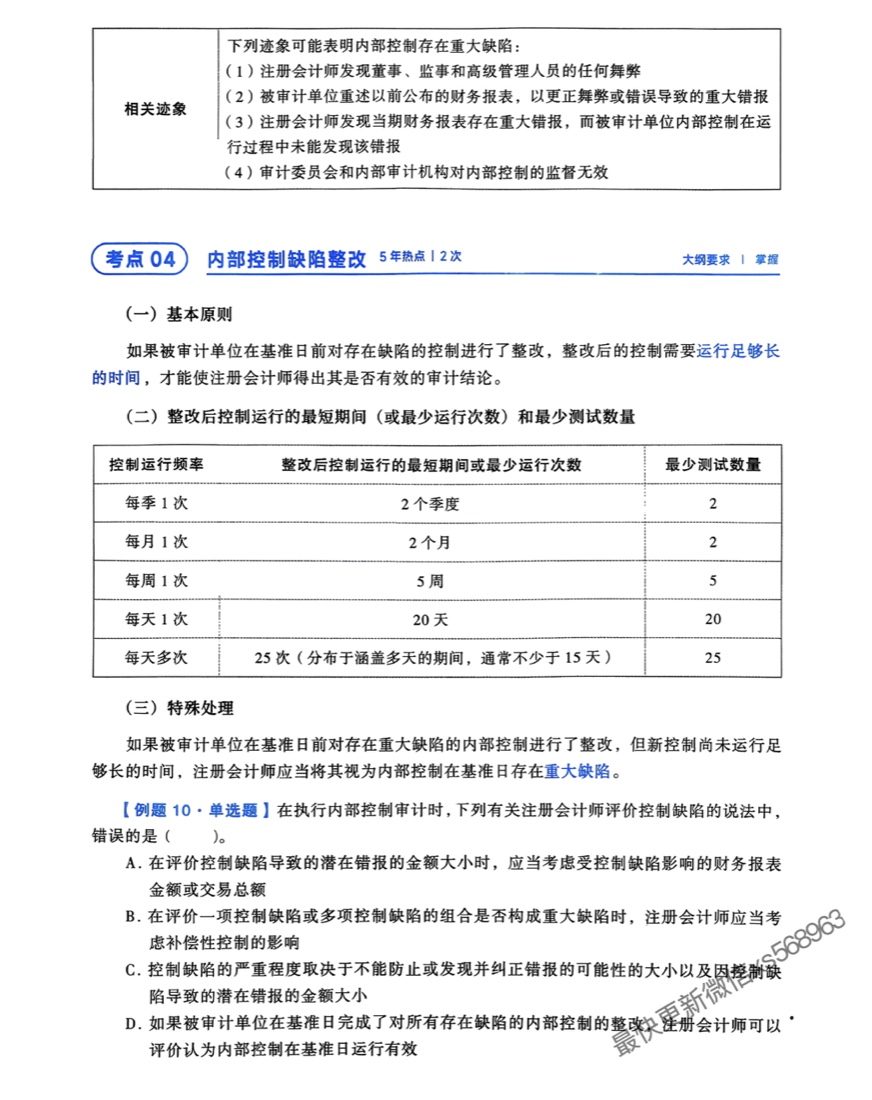 相关迹象
下列迹象可能表明内部控制存在重大缺陷：
（1）注册会计师发现董事、监事和高级管理人员的任何舞弊
（2）被审计单位重述以前公布的财务报表，以更正舞弊或错误导致的重大错报
（3）注册会计师发现当期财务报表存在重大错报，而被审计单位内部控制在运
行过程中未能发现该错报
（4）审计委员会和内部审计机构对内部控制的监督无效
考点 04 内部控制缺陷整改 5 年热点 | 2 次 大纲要求 | 掌握
（一）基本原则
如果被审计单位在基准日前对存在缺陷的控制进行了整改，整改后的控制需要运行足够长
的时间，才能使注册会计师得出其是否有效的审计结论。
（二）整改后控制运行的最短期间（或最少运行次数）和最少测试数量
控制运行频率 整改后控制运行的最短期间或最少运行次数 最少测试数量
每季 1 次 2 个季度 2
每月 1 次 2 个月 2
每周 1 次 5 周 5
每天 1 次 20 天 20
每天多次 25 次（分布于涵盖多天的期间，通常不少于 15 天） 25
（三）特殊处理
如果被审计单位在基准日前对存在重大缺陷的内部控制进行了整改，但新控制尚未运行足
够长的时间，注册会计师应当将其视为内部控制在基准日存在重大缺陷。
【例题 10·单选题】在执行内部控制审计时，下列有关注册会计师评价控制缺陷的说法中，
错误的是（　　）。
A. 在评价控制缺陷导致的潜在错报的金额大小时，应当考虑受控制缺陷影响的财务报表
金额或交易总额
B. 在评价一项控制缺陷或多项控制缺陷的组合是否构成重大缺陷时，注册会计师应当考
虑补偿性控制的影响
C. 控制缺陷的严重程度取决于不能防止或发现并纠正错报的可能性的大小以及因控制缺
陷导致的潜在错报的金额大小
D. 如果被审计单位在基准日完成了对所有存在缺陷的内部控制的整改，注册会计师可以
评价认为内部控制在基准日运行有效
最快更新微信xs568963